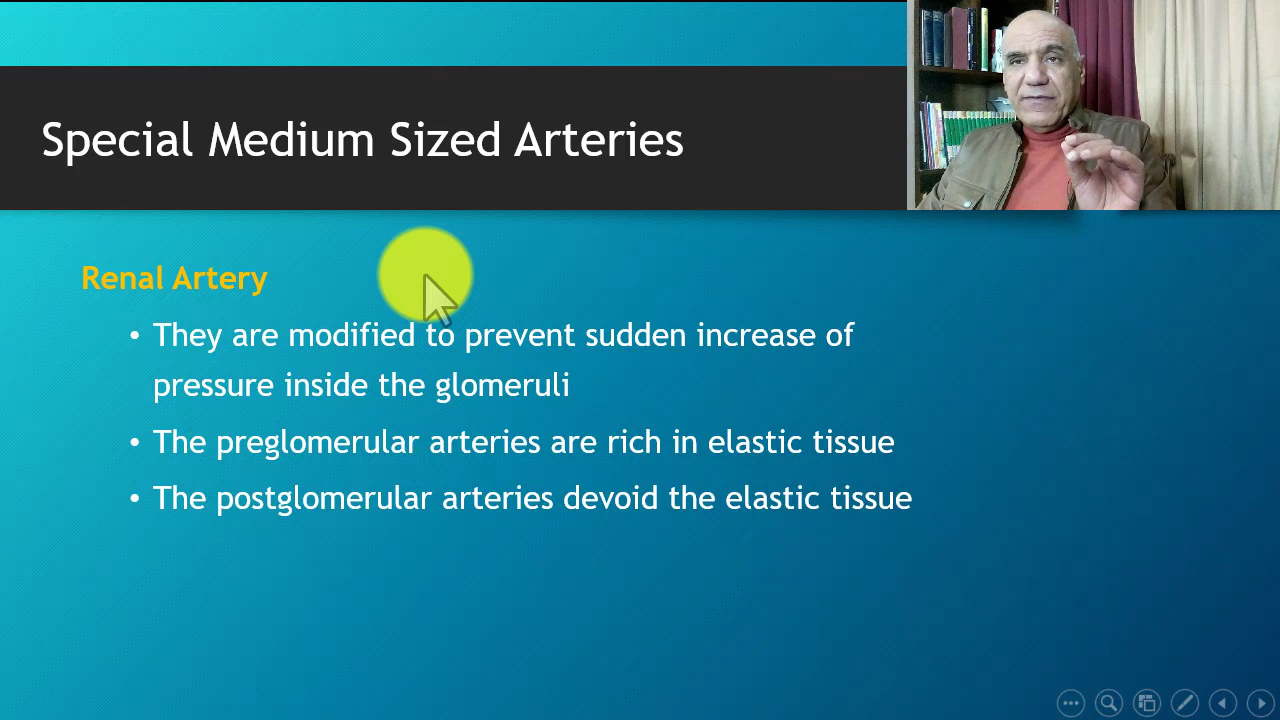 Special Medium Sized Arteries
Renal Artery
• They are modified to prevent sudden increase of
pressure inside the glomeruli
• The preglomerular arteries are rich in elastic tissue
• The postglomerular arteries devoid the elastic tissue